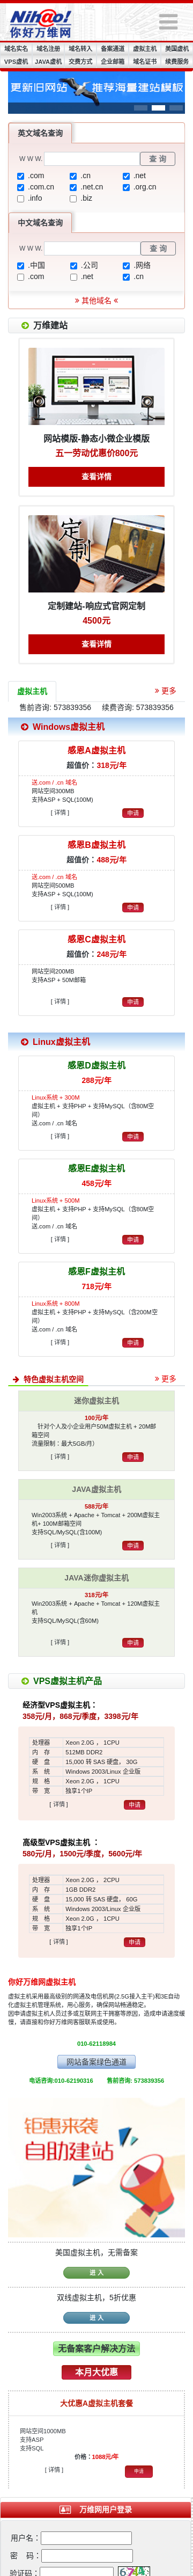 NIHAO!
你好万维网
域名实名 域名注册 域名转入 备案通道 虚拟主机 美国虚机
VPS虚机 JAVA虚机 交费方式 企业邮箱 域名证书 续费服务
更新旧网站 推荐海量建站模板
英文域名查询
W W W. 查 询
.com .cn .net
.com.cn .net.cn .org.cn
.info .biz
中文域名查询
W W W. 查 询
.中国 .公司 .网络
.com .net .cn
» 其他域名 «
万维建站
网站模版-静态小微企业模版
五一劳动优惠价800元
查看详情
定制
定制建站-响应式官网定制
4500元
查看详情
虚拟主机 » 更多
售前咨询: 573839356 续费咨询: 573839356
Windows虚拟主机
感恩A虚拟主机
超值价：318元/年
送.com / .cn 域名
网站空间300MB
支持ASP + SQL(100M)
[ 详情 ] 申请
感恩B虚拟主机
超值价：488元/年
送.com / .cn 域名
网站空间500MB
支持ASP + SQL(100M)
[ 详情 ] 申请
感恩C虚拟主机
超值价：248元/年
网站空间200MB
支持ASP + 50M邮箱
[ 详情 ] 申请
Linux虚拟主机
感恩D虚拟主机
288元/年
Linux系统 + 300M
虚拟主机 + 支持PHP + 支持MySQL（含80M空
间）
送.com / .cn 域名
[ 详情 ] 申请
感恩E虚拟主机
458元/年
Linux系统 + 500M
虚拟主机 + 支持PHP + 支持MySQL（含80M空
间）
送.com / .cn 域名
[ 详情 ] 申请
感恩F虚拟主机
718元/年
Linux系统 + 800M
虚拟主机 + 支持PHP + 支持MySQL（含200M空
间）
送.com / .cn 域名
[ 详情 ] 申请
特色虚拟主机空间 » 更多
迷你虚拟主机
100元/年
针对个人及小企业用户50M虚拟主机 + 20M邮
箱空间
流量限制：最大5GB/月）
[ 详情 ] 申请
JAVA虚拟主机
588元/年
Win2003系统 + Apache + Tomcat + 200M虚拟主
机+ 100M邮箱空间
支持SQL/MySQL(含100M)
[ 详情 ] 申请
JAVA迷你虚拟主机
318元/年
Win2003系统 + Apache + Tomcat + 120M虚拟主
机
支持SQL/MySQL(含60M)
[ 详情 ] 申请
VPS虚拟主机产品
经济型VPS虚拟主机：
358元/月，868元/季度，3398元/年
处理器 Xeon 2.0G ， 1CPU
内 存 512MB DDR2
硬 盘 15,000 转 SAS 硬盘， 30G
系 统 Windows 2003/Linux 企业版
规 格 Xeon 2.0G ， 1CPU
带 宽 独享1个IP
[ 详情 ] 申请
高级型VPS虚拟主机 ：
580元/月，1500元/季度，5600元/年
处理器 Xeon 2.0G ， 2CPU
内 存 1GB DDR2
硬 盘 15,000 转 SAS 硬盘， 60G
系 统 Windows 2003/Linux 企业版
规 格 Xeon 2.0G ， 1CPU
带 宽 独享1个IP
[ 详情 ] 申请
你好万维网虚拟主机
虚拟主机采用最高级别的网通及电信机房(2.5G接入主干)和3E自动
化虚拟主机管理系统，用心服务，确保网站畅通稳定。
因申请虚拟主机人员过多或互联网主干拥塞等原因，造成申请速度缓
慢，请直接和你好万维网客服联系或使用。
010-62118984
网站备案绿色通道
电话咨询:010-62190316 售前咨询: 573839356
钜惠来袭
自助建站
美国虚拟主机，无需备案
进 入
双线虚拟主机，5折优惠
进 入
无备案客户解决方法
本月大优惠
大优惠A虚拟主机套餐
网站空间1000MB
支持ASP
支持SQL
价格：1088元/年
[ 详情 ] 申请
万维网用户登录
用户名：
密 码：
验证码：